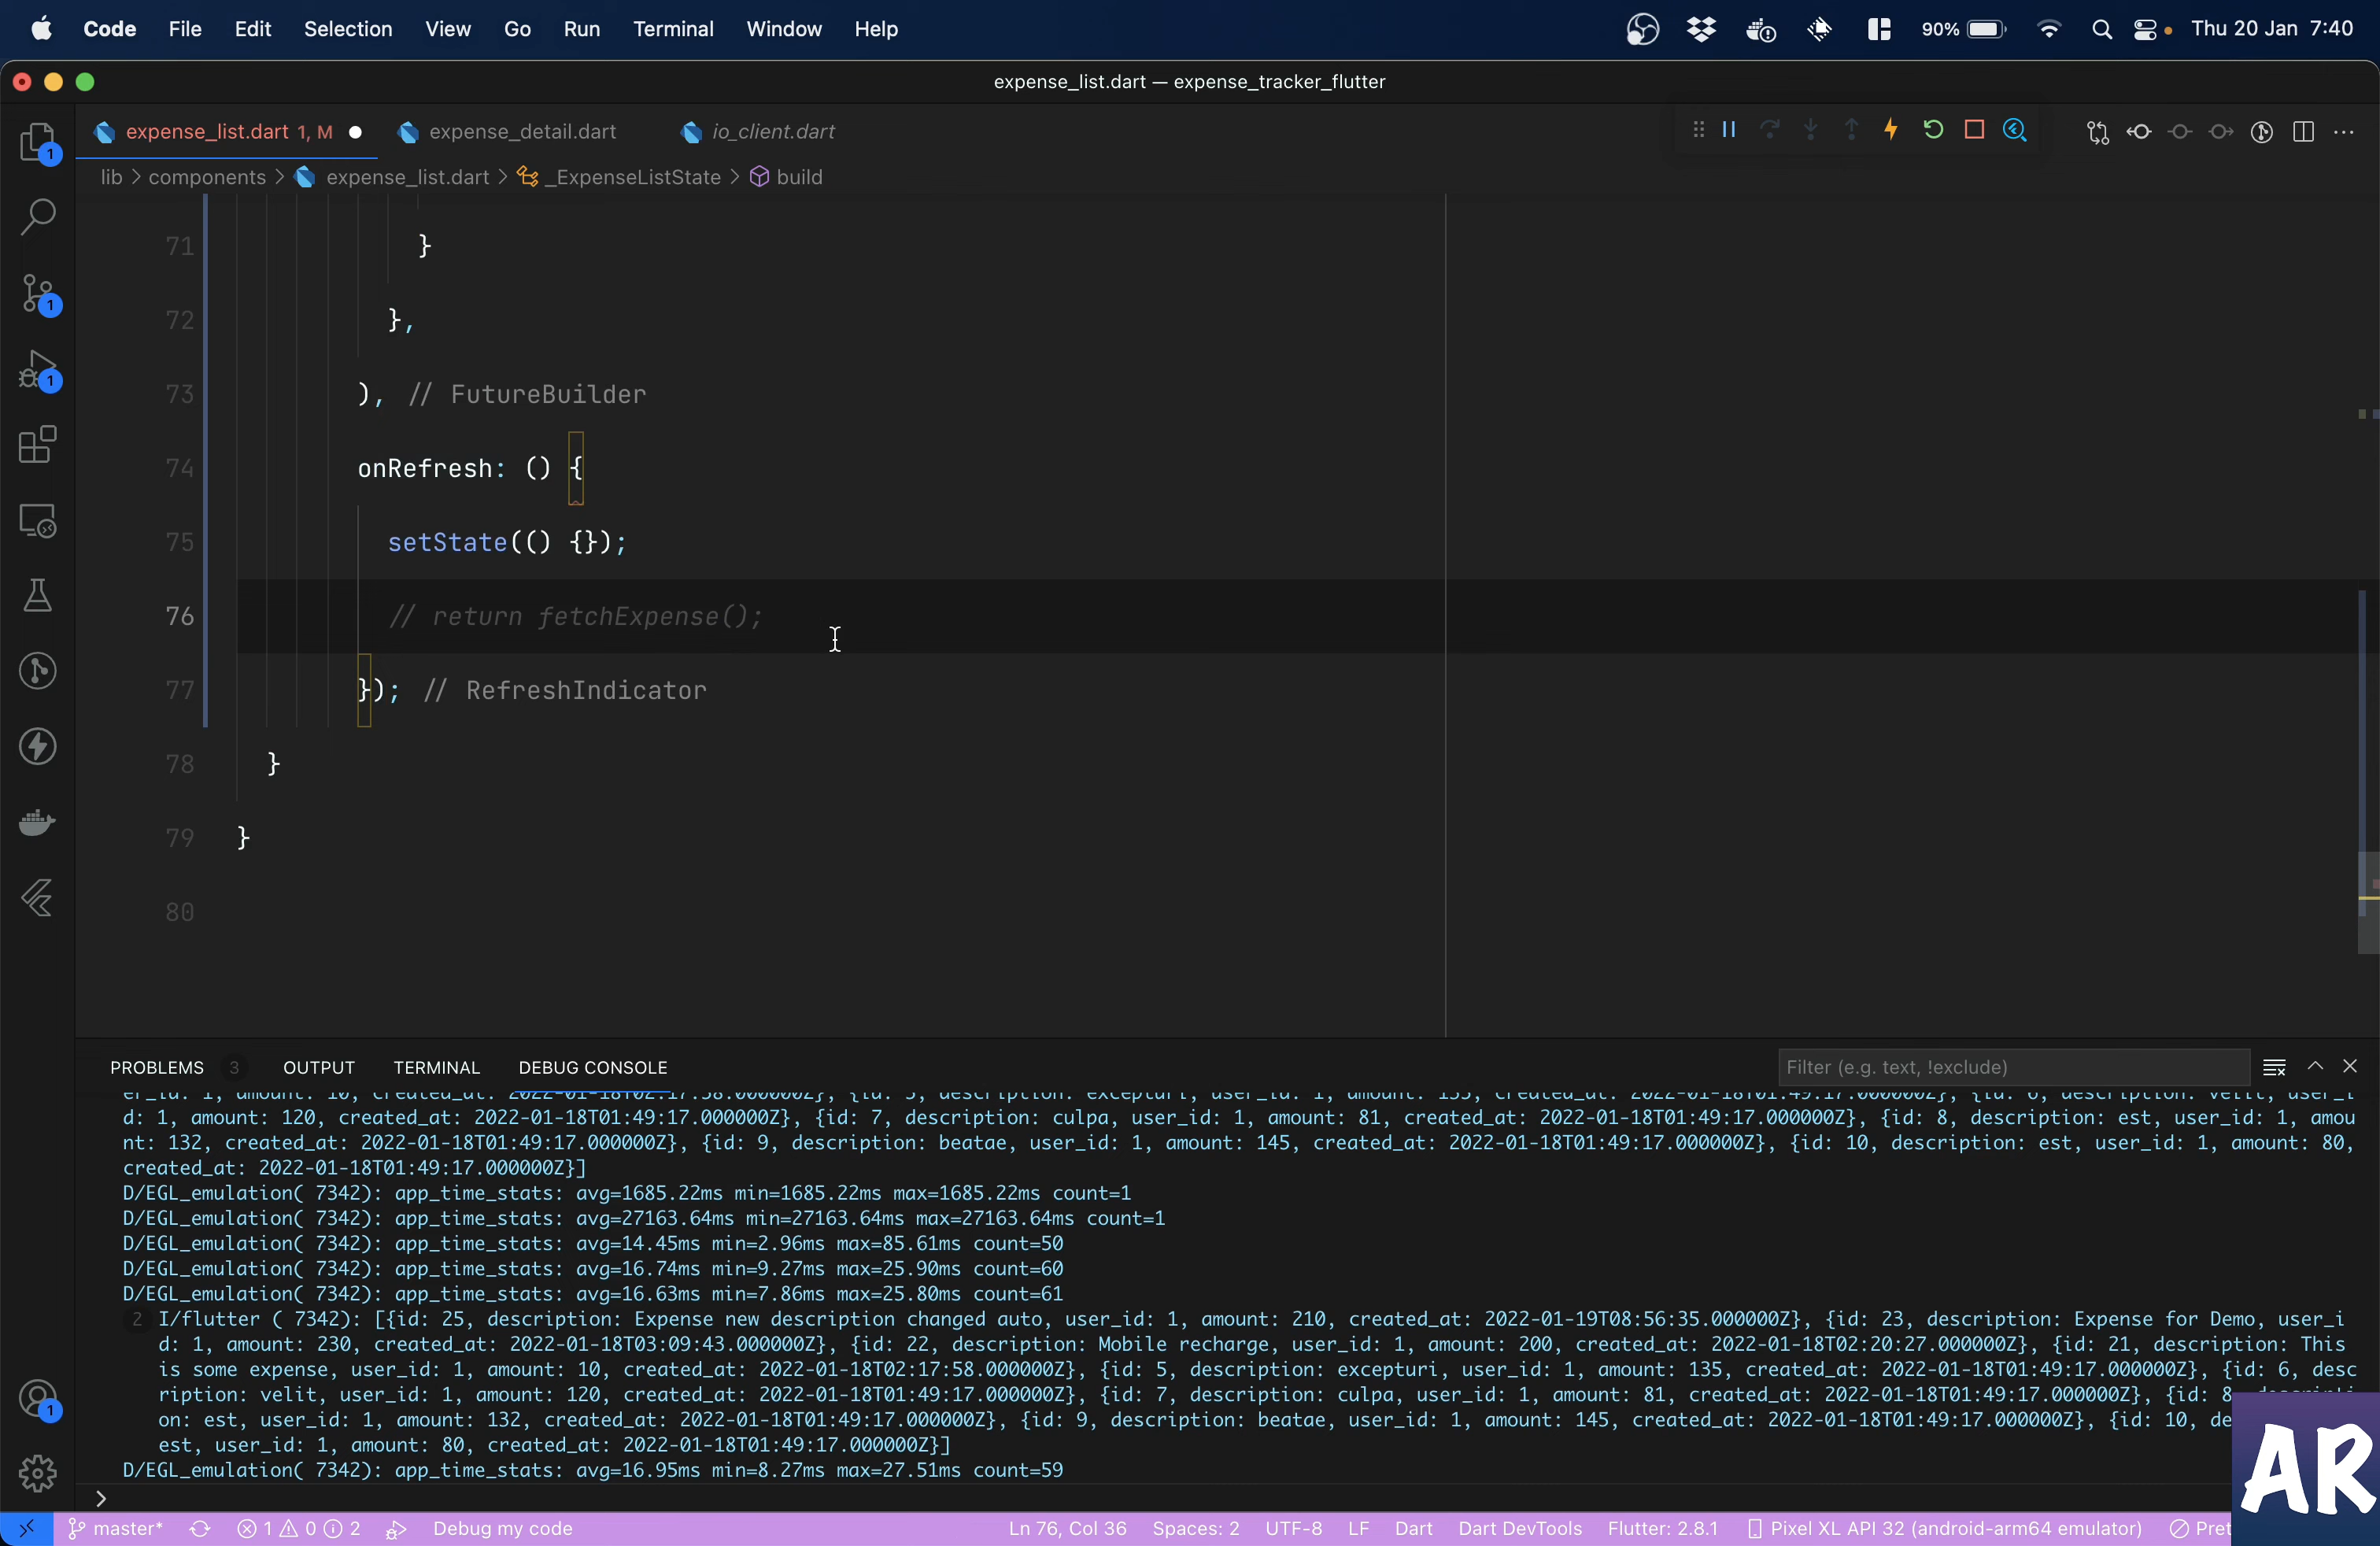 Code File Edit Selection View Go Run Terminal Window Help 90% Thu 20 Jan 7:40
expense_list.dart — expense_tracker_flutter
expense_list.dart 1, M expense_detail.dart io_client.dart
lib > components > expense_list.dart > _ExpenseListState > build
71 }
72 },
73 ), // FutureBuilder
74 onRefresh: () {
75 setState(() {});
76 // return fetchExpense();
77 }); // RefreshIndicator
78 }
79 }
80
PROBLEMS 3 OUTPUT TERMINAL DEBUG CONSOLE Filter (e.g. text, !exclude)
d: 1, amount: 120, created_at: 2022-01-18T01:49:17.000000Z}, {id: 7, description: culpa, user_id: 1, amount: 81, created_at: 2022-01-18T01:49:17.000000Z}, {id: 8, description: est, user_id: 1, amou
nt: 132, created_at: 2022-01-18T01:49:17.000000Z}, {id: 9, description: beatae, user_id: 1, amount: 145, created_at: 2022-01-18T01:49:17.000000Z}, {id: 10, description: est, user_id: 1, amount: 80,
created_at: 2022-01-18T01:49:17.000000Z}]
D/EGL_emulation( 7342): app_time_stats: avg=1685.22ms min=1685.22ms max=1685.22ms count=1
D/EGL_emulation( 7342): app_time_stats: avg=27163.64ms min=27163.64ms max=27163.64ms count=1
D/EGL_emulation( 7342): app_time_stats: avg=14.45ms min=2.96ms max=85.61ms count=50
D/EGL_emulation( 7342): app_time_stats: avg=16.74ms min=9.27ms max=25.90ms count=60
D/EGL_emulation( 7342): app_time_stats: avg=16.63ms min=7.86ms max=25.80ms count=61
2 I/flutter ( 7342): [{id: 25, description: Expense new description changed auto, user_id: 1, amount: 210, created_at: 2022-01-19T08:56:35.000000Z}, {id: 23, description: Expense for Demo, user_i
d: 1, amount: 230, created_at: 2022-01-18T03:09:43.000000Z}, {id: 22, description: Mobile recharge, user_id: 1, amount: 200, created_at: 2022-01-18T02:20:27.000000Z}, {id: 21, description: This
is some expense, user_id: 1, amount: 10, created_at: 2022-01-18T02:17:58.000000Z}, {id: 5, description: excepturi, user_id: 1, amount: 135, created_at: 2022-01-18T01:49:17.000000Z}, {id: 6, desc
ription: velit, user_id: 1, amount: 120, created_at: 2022-01-18T01:49:17.000000Z}, {id: 7, description: culpa, user_id: 1, amount: 81, created_at: 2022-01-18T01:49:17.000000Z}, {id: 8
on: est, user_id: 1, amount: 132, created_at: 2022-01-18T01:49:17.000000Z}, {id: 9, description: beatae, user_id: 1, amount: 145, created_at: 2022-01-18T01:49:17.000000Z}, {id: 10, de
est, user_id: 1, amount: 80, created_at: 2022-01-18T01:49:17.000000Z}]
D/EGL_emulation( 7342): app_time_stats: avg=16.95ms min=8.27ms max=27.51ms count=59
AR
master* 1 0 2 Debug my code Ln 76, Col 36 Spaces: 2 UTF-8 LF Dart Dart DevTools Flutter: 2.8.1 Pixel XL API 32 (android-arm64 emulator) Pret